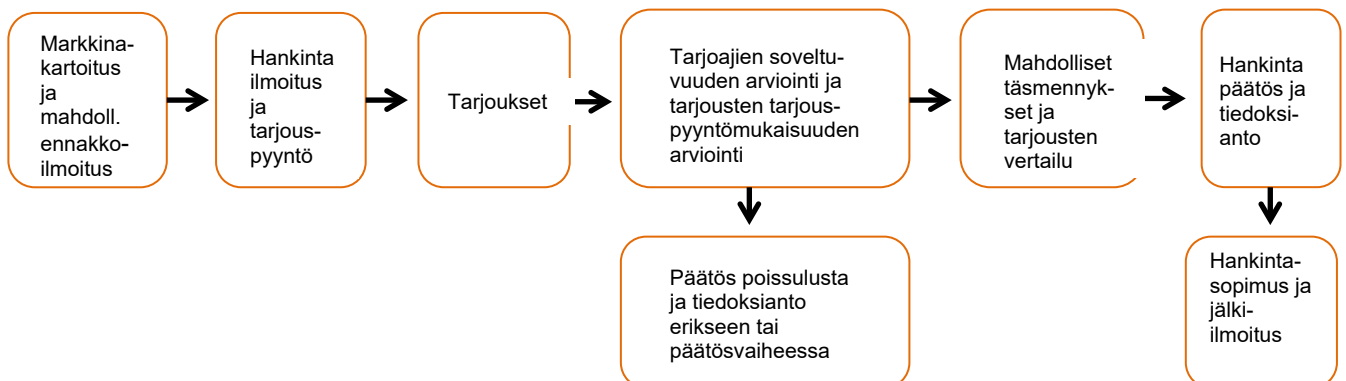 Markkina-
kartoitus
ja
mahdoll.
ennakko-
ilmoitus
Hankinta
ilmoitus
ja
tarjous-
pyyntö
Tarjoukset
Tarjoajien soveltu-
vuuden arviointi ja
tarjousten tarjous-
pyyntömukaisuuden
arviointi
Mahdolliset
täsmennyk-
set ja
tarjousten
vertailu
Hankinta
päätös ja
tiedoksi-
anto
Päätös poissulusta
ja tiedoksianto
erikseen tai
päätösvaiheessa
Hankinta-
sopimus ja
jälki-
ilmoitus